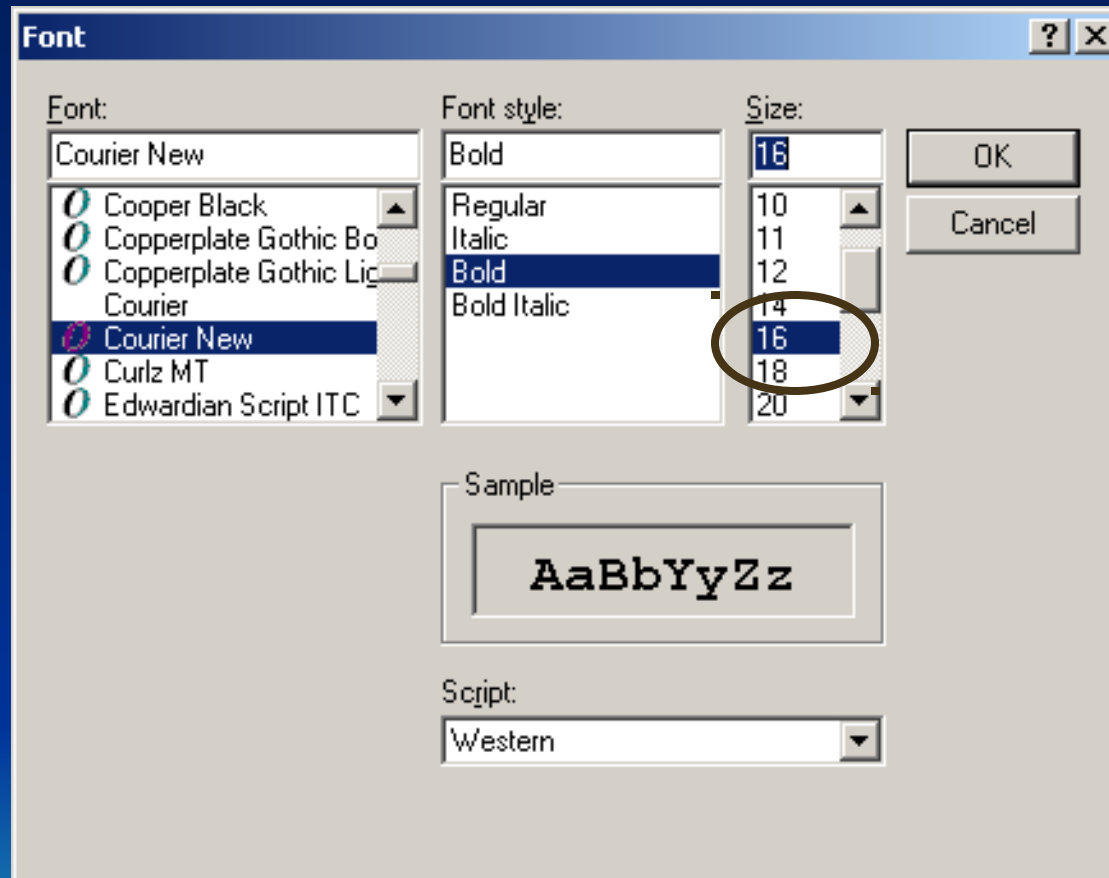 Font
Font: Font style: Size:
Courier New Bold 16 OK
Cooper Black Regular 10 Cancel
Copperplate Gothic Bo Italic 11
Copperplate Gothic Lig Bold 12
Courier Bold Italic 14
Courier New 16
Curlz MT 18
Edwardian Script ITC 20
Sample
AaBbYyZz
Script:
Western